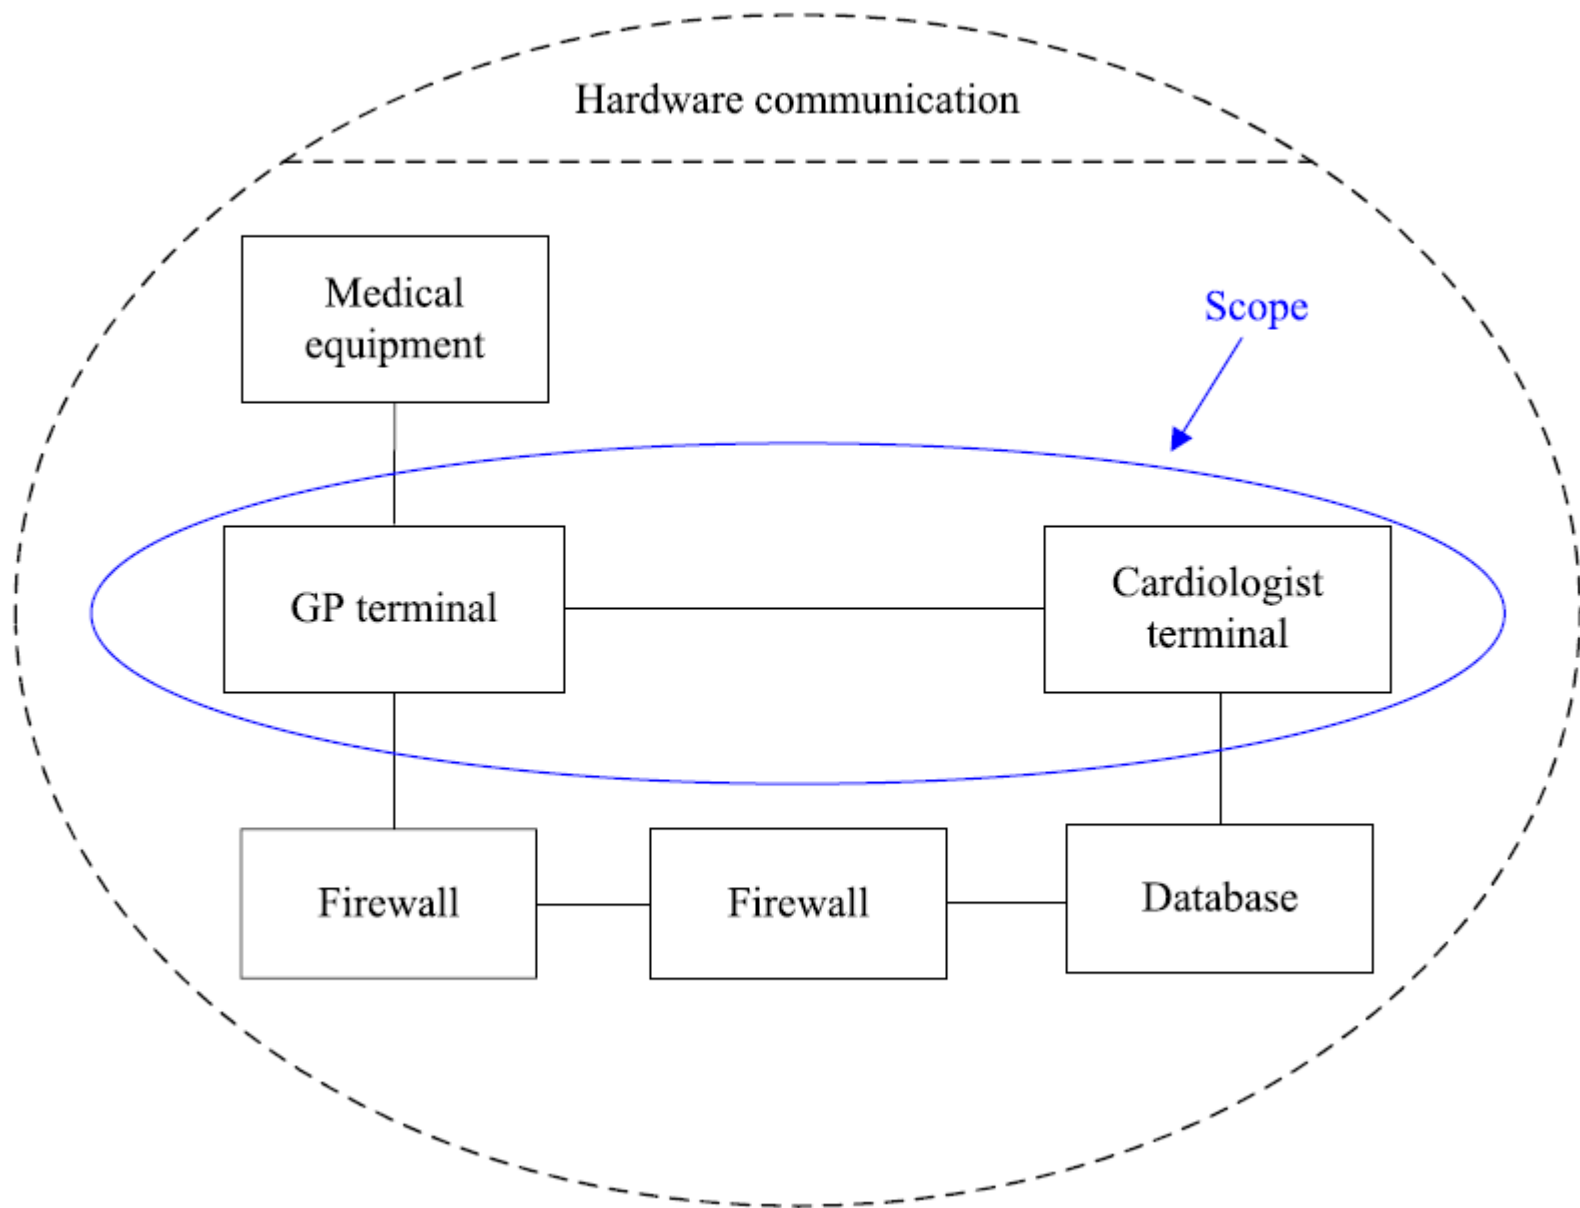 Hardware communication
Medical
equipment
Scope
GP terminal
Cardiologist
terminal
Firewall
Firewall
Database